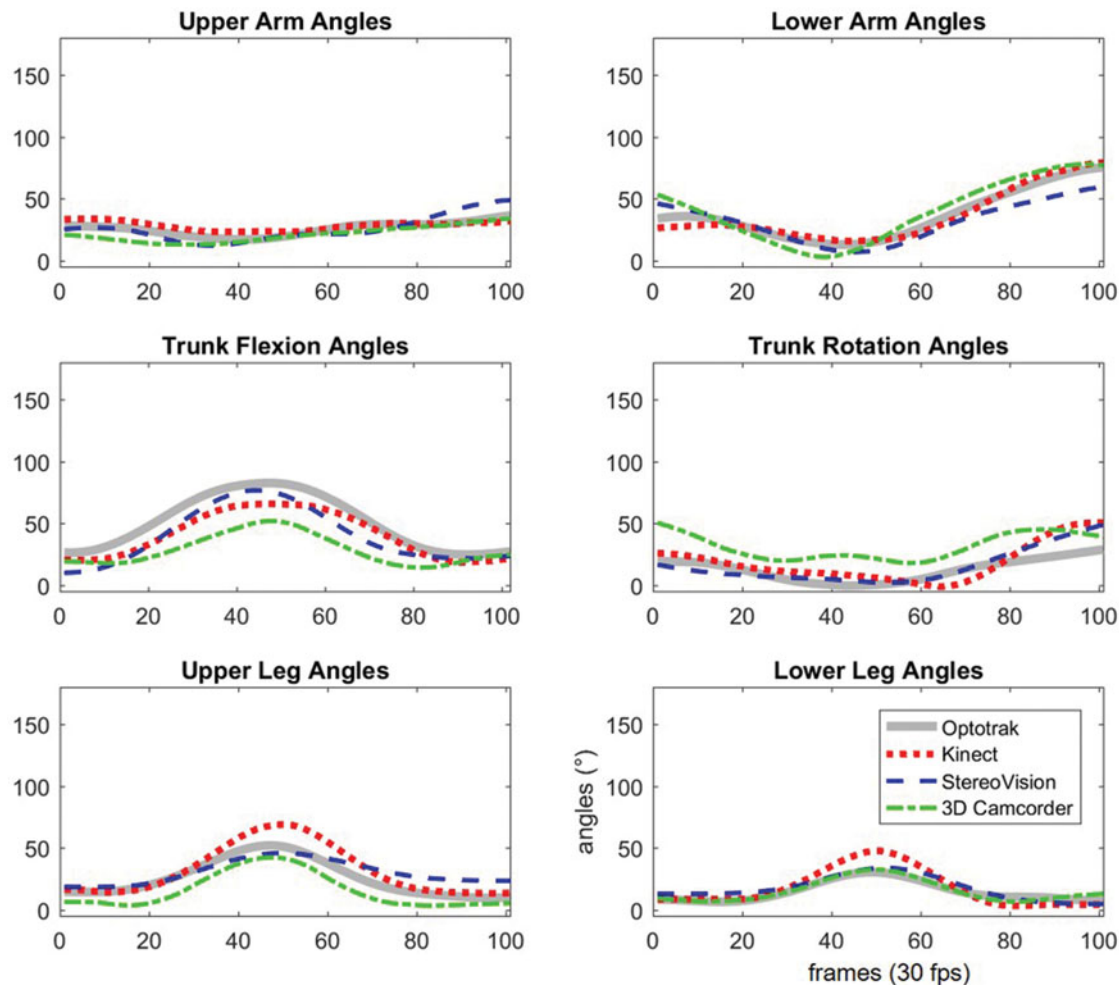 Upper Arm Angles
150
100
50
0
0 20 40 60 80 100
Lower Arm Angles
150
100
50
0
0 20 40 60 80 100
Trunk Flexion Angles
150
100
50
0
0 20 40 60 80 100
Trunk Rotation Angles
150
100
50
0
0 20 40 60 80 100
Upper Leg Angles
150
100
50
0
0 20 40 60 80 100
Lower Leg Angles
angles (°)
150
100
50
0
Optotrak
Kinect
StereoVision
3D Camcorder
0 20 40 60 80 100
frames (30 fps)